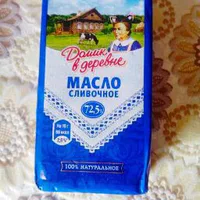 Домик
в деревне
МАСЛО
СЛИВОЧНОЕ
72,5%
100% НАТУРАЛЬНОЕ